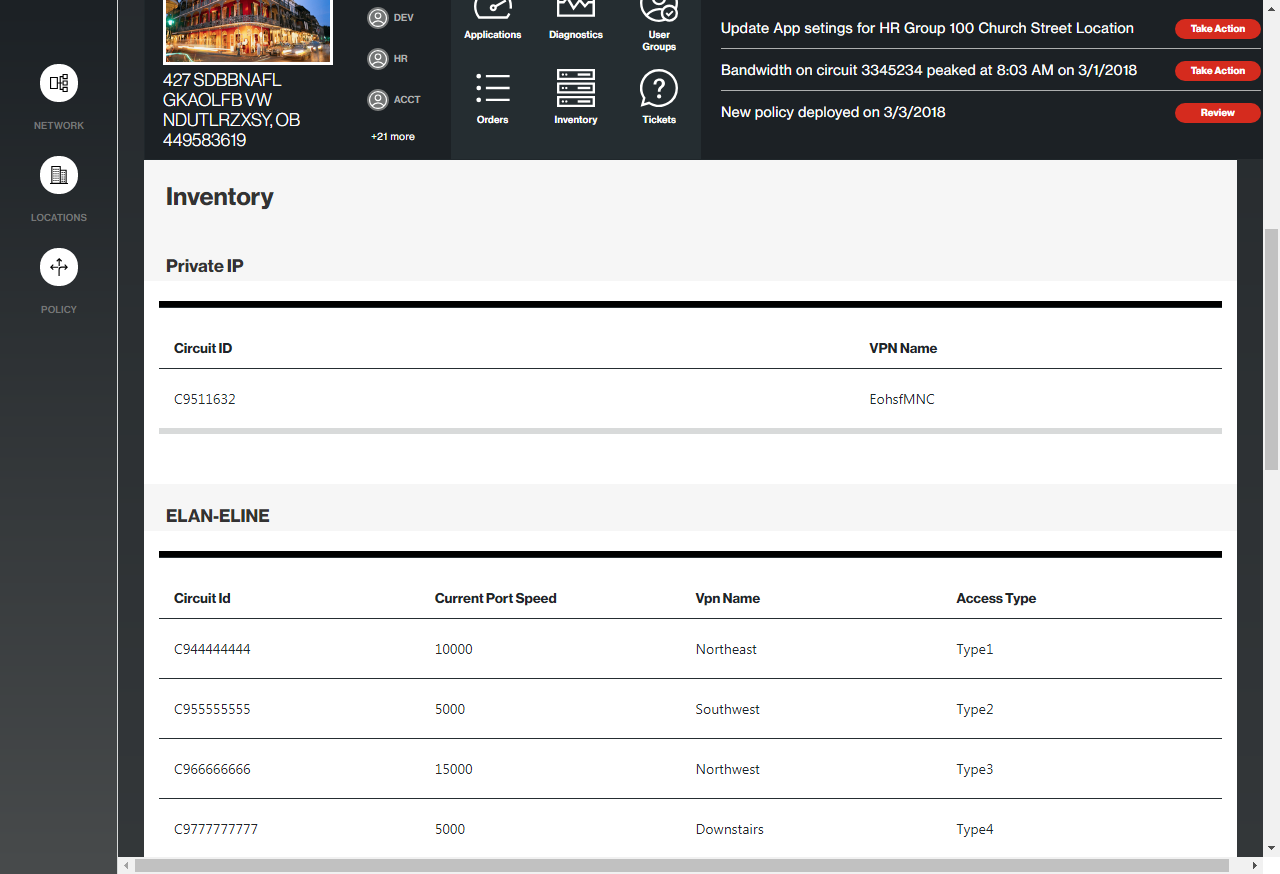 NETWORK
LOCATIONS
POLICY
427 SDBBNAFL
GKAOLFB VW
NDUTLRZXSY, OB
449583619
DEV
HR
ACCT
+21 more
Applications
Diagnostics
User
Groups
Orders
Inventory
Tickets
Update App setings for HR Group 100 Church Street Location
Take Action
Bandwidth on circuit 3345234 peaked at 8:03 AM on 3/1/2018
Take Action
New policy deployed on 3/3/2018
Review
Inventory
Private IP
Circuit ID VPN Name
C9511632 EohsfMNC
ELAN-ELINE
Circuit Id Current Port Speed Vpn Name Access Type
C944444444 10000 Northeast Type1
C955555555 5000 Southwest Type2
C966666666 15000 Northwest Type3
C9777777777 5000 Downstairs Type4